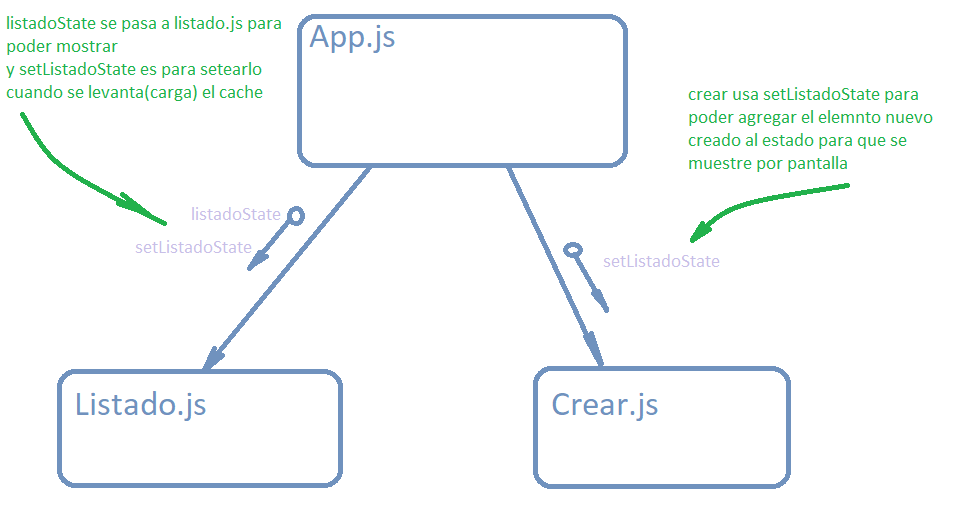 listadoState se pasa a listado.js para
poder mostrar
y setListadoState es para setearlo
cuando se levanta(carga) el cache
App.js
crear usa setListadoState para
poder agregar el elemnto nuevo
creado al estado para que se
muestre por pantalla
listadoState
setListadoState
setListadoState
Listado.js
Crear.js